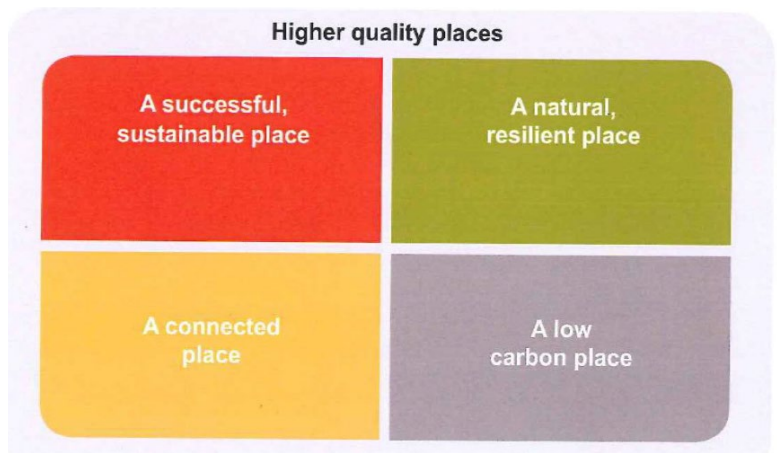 Higher quality places
A successful,
sustainable place
A natural,
resilient place
A connected
place
A low
carbon place